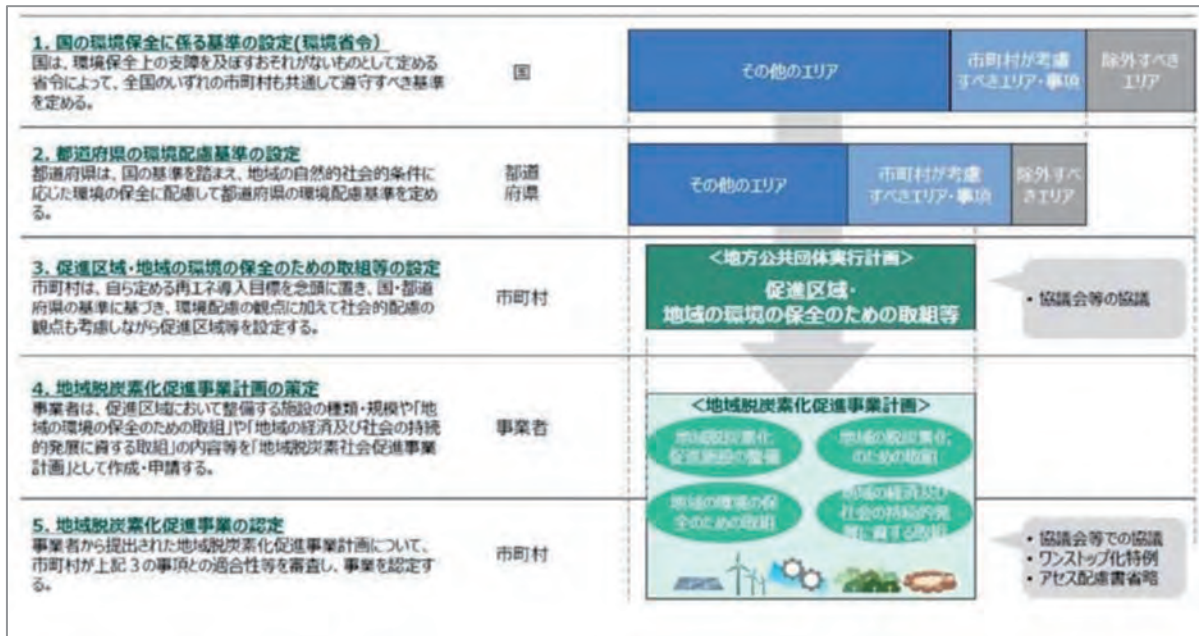 1. 国の環境保全に係る基準の設定(環境省令)
国は、環境保全上の支障を及ぼすおそれがないものとして定める
省令によって、全国のいずれの市町村も共通して遵守すべき基準
を定める。
国
その他のエリア
市町村が考慮
すべきエリア・事項
除外すべき
エリア
2. 都道府県の環境配慮基準の設定
都道府県は、国の基準を踏まえ、地域の自然的社会的条件に
応じた環境の保全に配慮して都道府県の環境配慮基準を定め
る。
都道
府県
その他のエリア
市町村が考慮
すべきエリア・事項
除外すべ
きエリア
3. 促進区域・地域の環境の保全のための取組等の設定
市町村は、自ら定める再エネ導入目標を念頭に置き、国・都道
府県の基準に基づき、環境配慮の観点に加えて社会的配慮の
観点も考慮しながら促進区域等を設定する。
市町村
<地方公共団体実行計画>
促進区域・
地域の環境の保全のための取組等
・協議会等の協議
4. 地域脱炭素化促進事業計画の策定
事業者は、促進区域において整備する施設の種類・規模や「地
域の環境の保全のための取組」や「地域の経済及び社会の持続
的発展に資する取組」の内容等を「地域脱炭素社会促進事業
計画」として作成・申請する。
事業者
<地域脱炭素化促進事業計画>
地域脱炭素化
促進施設の整備
地域の脱炭素化
のための取組
地域の環境の保
全のための取組
地域の経済及び
社会の持続的発
展に資する取組
5. 地域脱炭素化促進事業の認定
事業者から提出された地域脱炭素化促進事業計画について、
市町村が上記3の事項との適合性等を審査し、事業を認定す
る。
市町村
・協議会等での協議
・ワンストップ化特例
・アセス配慮書省略